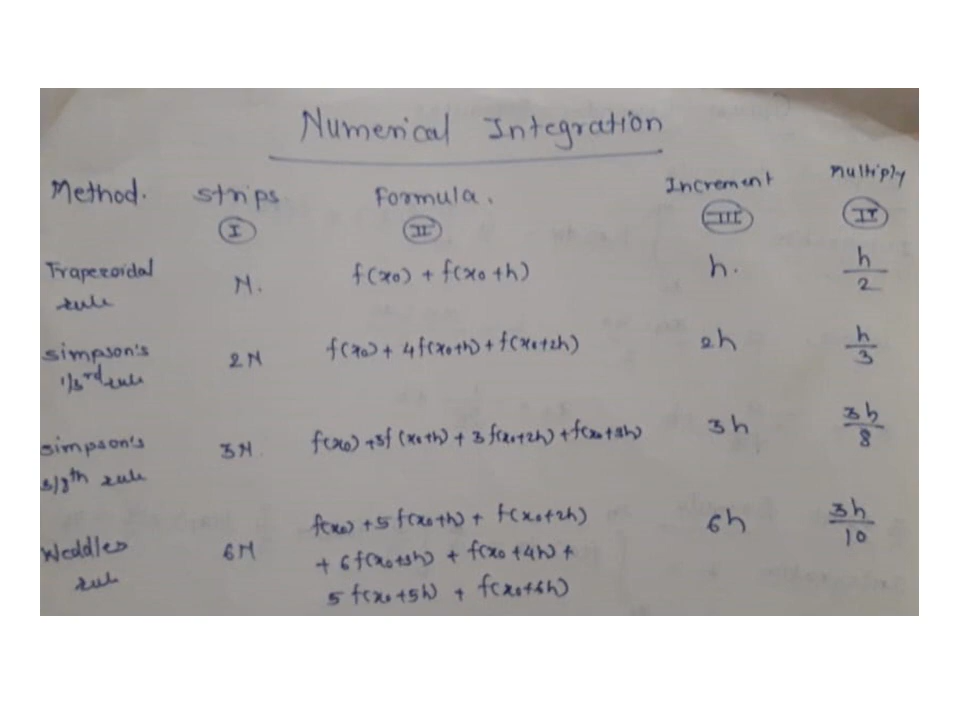 Numerical Integration
Method. Strips Formula. Increment Multiply
I II III IV
Trapezoidal rule N. f(x0) + f(x0+h) h. h/2
Simpson's 1/3rd rule 2N f(x0) + 4f(x0+h) + f(x0+2h) 2h h/3
Simpson's 3/8th rule 3N f(x0) + 3f(x0+h) + 3f(x0+2h) + f(x0+3h) 3h 3h/8
Weddles rule 6N f(x0) + 5f(x0+h) + f(x0+2h) 6h 3h/10
+ 6f(x0+3h) + f(x0+4h) +
5f(x0+5h) + f(x0+6h)